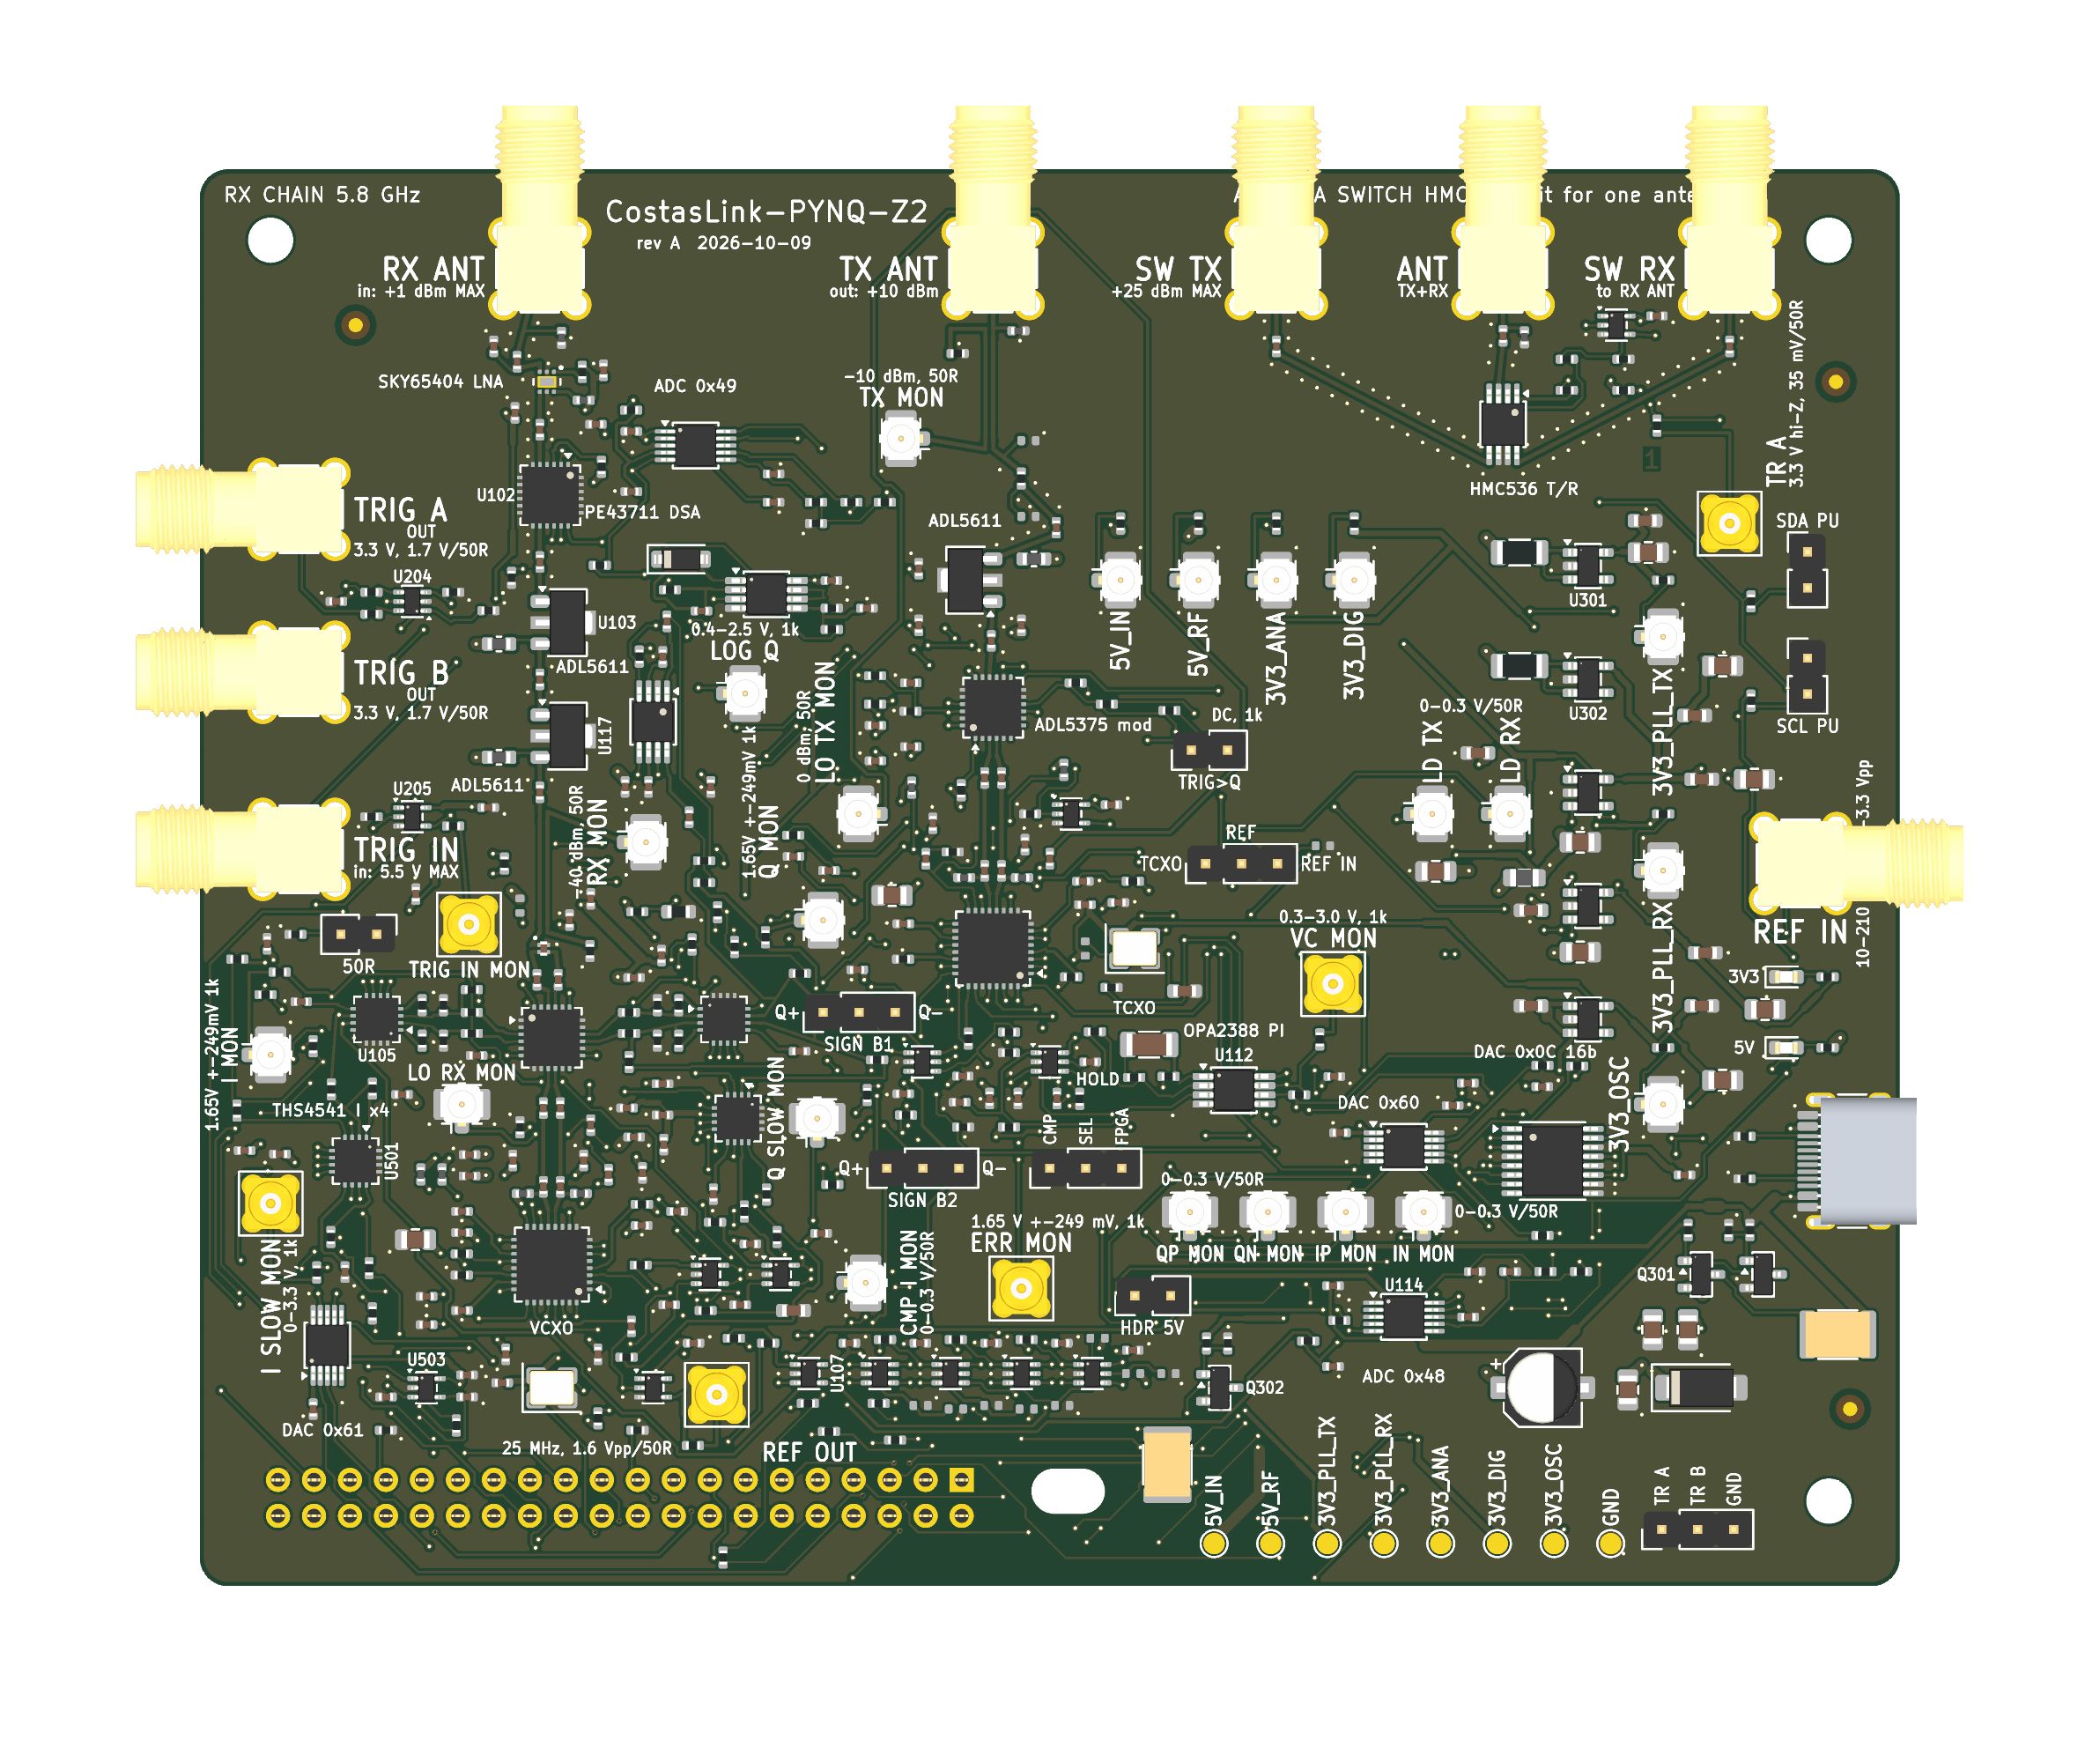 RX CHAIN 5.8 GHz
CostasLink-PYNQ-Z2
rev A 2026-10-09
A SWITCH HMC
it for one ante
RX ANT
in: +1 dBm MAX
TX ANT
out: +10 dBm
SW TX
+25 dBm MAX
ANT
TX+RX
SW RX
to RX ANT
SKY65404 LNA
ADC 0x49
-10 dBm, 50R
TX MON
TR A
3.3 V hi-Z, 35 mV/50R
1
HMC536 T/R
U102
PE43711 DSA
TRIG A
OUT
3.3 V, 1.7 V/50R
U204
ADL5611
SDA PU
U301
U103
ADL5611
0.4-2.5 V, 1k
LOG Q
5V_IN
5V_RF
3V3_ANA
3V3_DIG
TRIG B
OUT
3.3 V, 1.7 V/50R
U117
ADL5611
LO TX MON
0 dBm, 50R
ADL5375 mod
DC, 1k
TRIG>Q
0-0.3 V/50R
LD TX
LD RX
U302
3V3_PLL_TX
SCL PU
U205
TRIG IN
in: 5.5 V MAX
-40 dBm, 50R
RX MON
1.65V +-249mV 1k
Q MON
REF
TCXO
REF IN
3V3_PLL_RX
-3.3 Vpp
REF IN
10-210
50R
TRIG IN MON
0.3-3.0 V, 1k
VC MON
3V3
TCXO
Q+
Q-
SIGN B1
OPA2388 PI
U112
5V
1.65V +-249mV 1k
I MON
U105
LO RX MON
HOLD
DAC 0x0C 16b
3V3_OSC
THS4541 I x4
U501
Q SLOW MON
CMP
SEL
FPGA
DAC 0x60
Q+
Q-
SIGN B2
0-0.3 V/50R
0-0.3 V/50R
QP MON
QN MON
IP MON
IN MON
1.65 V +-249 mV, 1k
ERR MON
I SLOW MON
0-3.3 V, 1k
CMP I MON
0-0.3 V/50R
Q301
U114
HDR 5V
VCXO
U503
U107
Q302
ADC 0x48
+
DAC 0x61
25 MHz, 1.6 Vpp/50R
REF OUT
5V_IN
5V_RF
3V3_PLL_TX
3V3_PLL_RX
3V3_ANA
3V3_DIG
3V3_OSC
GND
TR A
TR B
GND